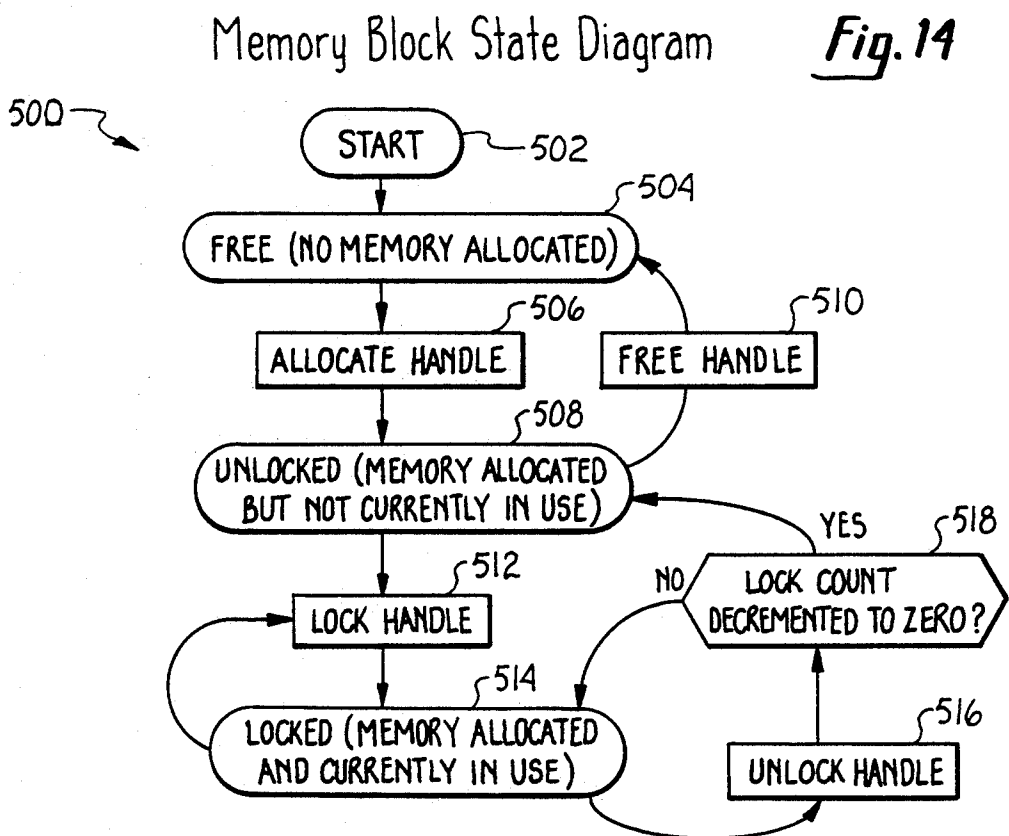 Memory Block State Diagram
Fig. 14
500
START
502
504
FREE (NO MEMORY ALLOCATED)
506
510
ALLOCATE HANDLE
FREE HANDLE
508
UNLOCKED (MEMORY ALLOCATED
BUT NOT CURRENTLY IN USE)
YES
518
512
NO
LOCK COUNT
DECREMENTED TO ZERO?
LOCK HANDLE
514
516
LOCKED (MEMORY ALLOCATED
AND CURRENTLY IN USE)
UNLOCK HANDLE